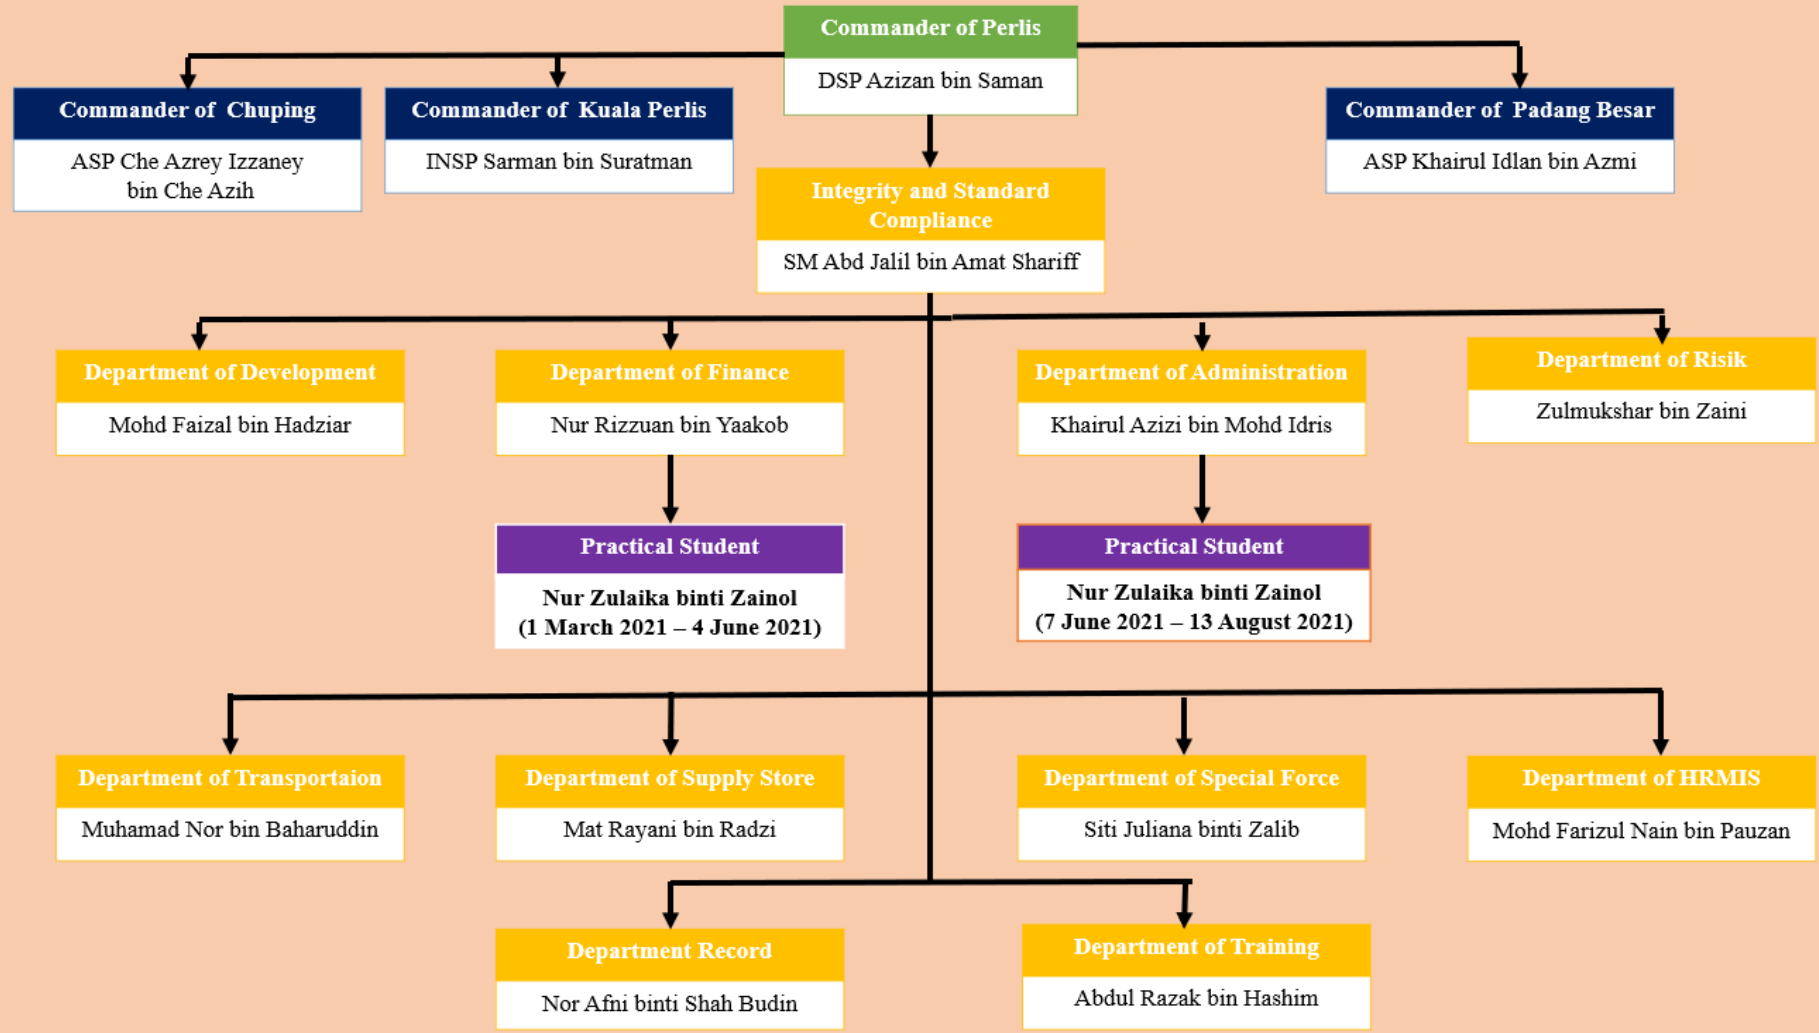 Commander of Perlis
DSP Azizan bin Saman
Commander of Chuping
ASP Che Azrey Izzaney
bin Che Azih
Commander of Kuala Perlis
INSP Sarman bin Suratman
Commander of Padang Besar
ASP Khairul Idlan bin Azmi
Integrity and Standard
Compliance
SM Abd Jalil bin Amat Shariff
Department of Development
Mohd Faizal bin Hadziar
Department of Finance
Nur Rizzuan bin Yaakob
Department of Administration
Khairul Azizi bin Mohd Idris
Department of Risik
Zulmukshar bin Zaini
Practical Student
Nur Zulaika binti Zainol
(1 March 2021 – 4 June 2021)
Practical Student
Nur Zulaika binti Zainol
(7 June 2021 – 13 August 2021)
Department of Transportaion
Muhamad Nor bin Baharuddin
Department of Supply Store
Mat Rayani bin Radzi
Department of Special Force
Siti Juliana binti Zalib
Department of HRMIS
Mohd Farizul Nain bin Pauzan
Department Record
Nor Afni binti Shah Budin
Department of Training
Abdul Razak bin Hashim